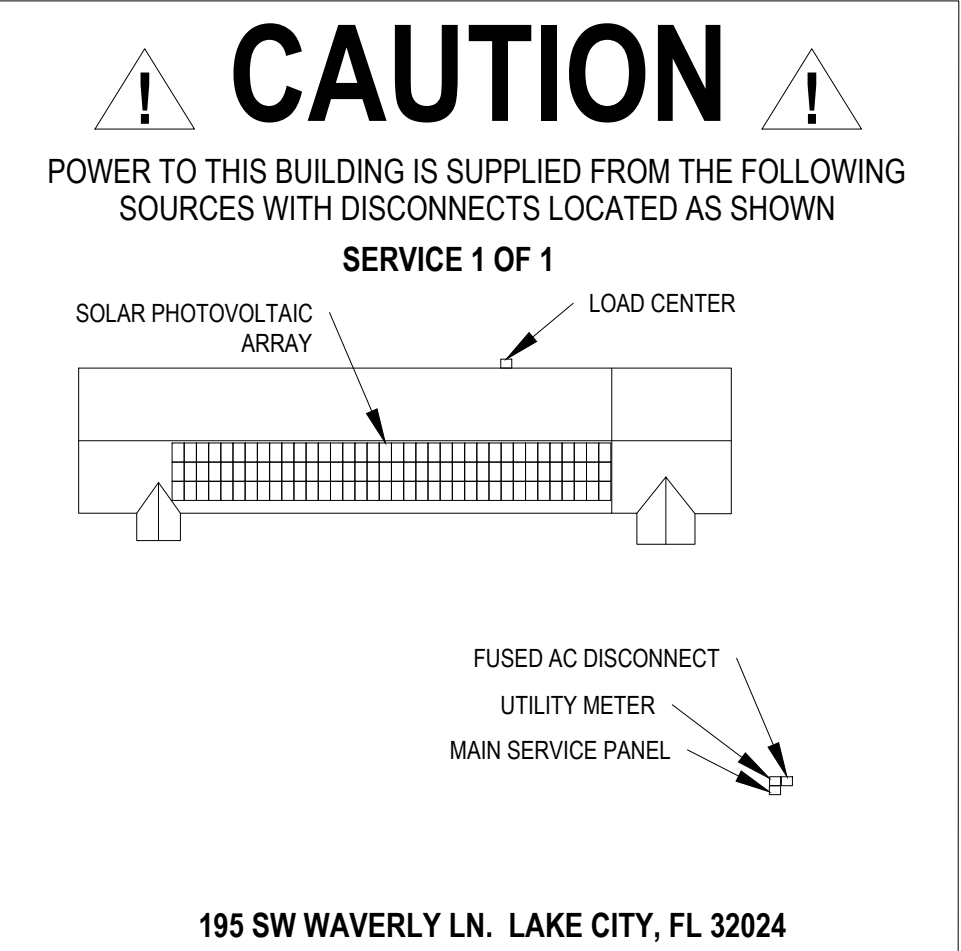 ! CAUTION !
POWER TO THIS BUILDING IS SUPPLIED FROM THE FOLLOWING
SOURCES WITH DISCONNECTS LOCATED AS SHOWN
SERVICE 1 OF 1
SOLAR PHOTOVOLTAIC
ARRAY
LOAD CENTER
FUSED AC DISCONNECT
UTILITY METER
MAIN SERVICE PANEL
195 SW WAVERLY LN. LAKE CITY, FL 32024